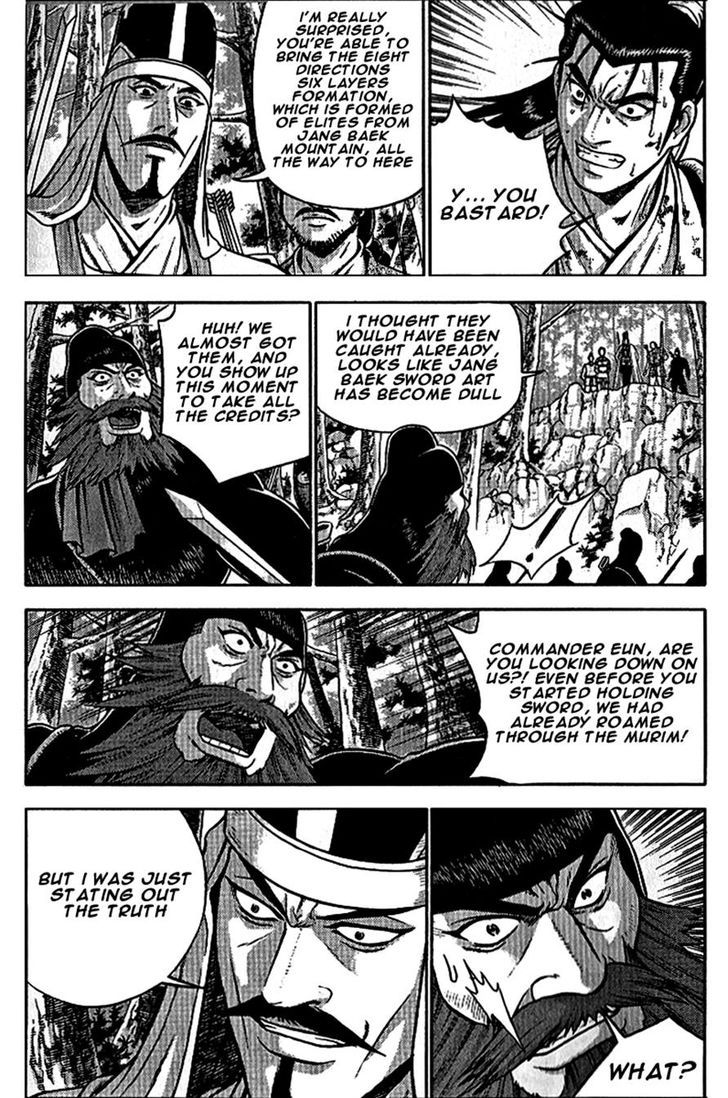 I'M REALLY
SURPRISED,
YOU'RE ABLE TO
BRING THE EIGHT
DIRECTIONS
SIX LAYERS
FORMATION,
WHICH IS FORMED
OF ELITES FROM
JANG BAEK
MOUNTAIN, ALL
THE WAY TO HERE
Y... YOU
BASTARD!
HUH! WE
ALMOST GOT
THEM, AND
YOU SHOW UP
THIS MOMENT
TO TAKE ALL
THE CREDITS?
I THOUGHT THEY
WOULD HAVE BEEN
CAUGHT ALREADY,
LOOKS LIKE JANG
BAEK SWORD ART
HAS BECOME DULL
!
COMMANDER EUN, ARE
YOU LOOKING DOWN ON
US?! EVEN BEFORE YOU
STARTED HOLDING
SWORD, WE HAD
ALREADY ROAMED
THROUGH THE MURIM!
BUT I WAS JUST
STATING OUT
THE TRUTH
WHAT?